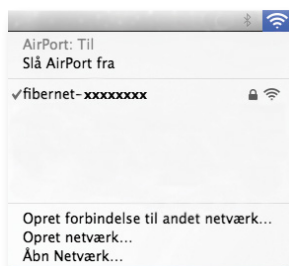 AirPort: Til
Slå AirPort fra
✓fibernet-xxxxxxxx
Opret forbindelse til andet netværk...
Opret netværk...
Åbn Netværk...